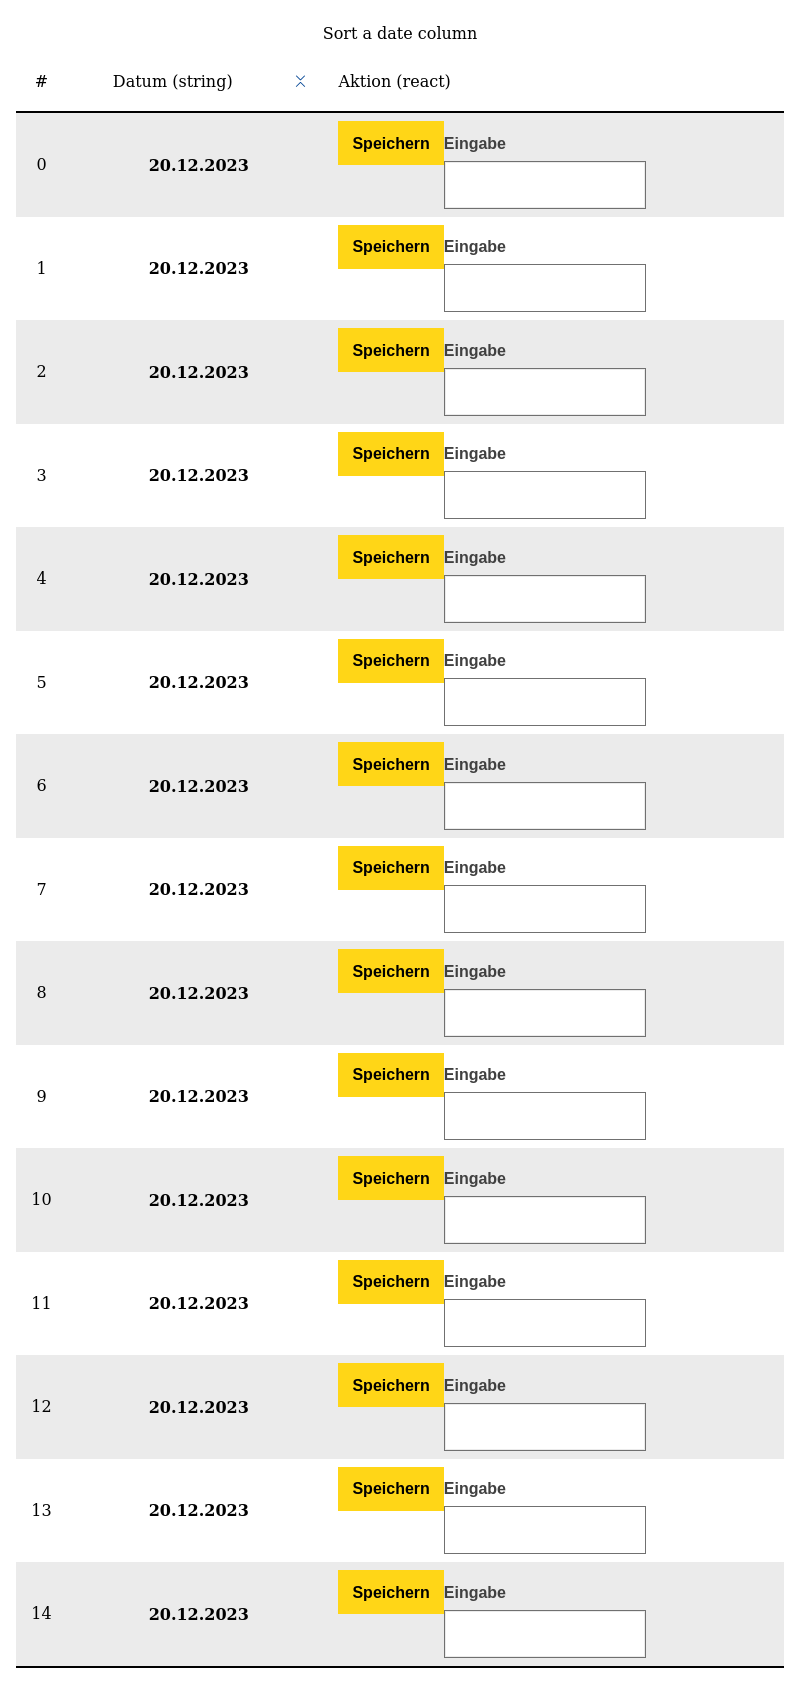 Sort a date column
# Datum (string) Aktion (react)
Speichern Eingabe
0 20.12.2023
Speichern Eingabe
1 20.12.2023
Speichern Eingabe
2 20.12.2023
Speichern Eingabe
3 20.12.2023
Speichern Eingabe
4 20.12.2023
Speichern Eingabe
5 20.12.2023
Speichern Eingabe
6 20.12.2023
Speichern Eingabe
7 20.12.2023
Speichern Eingabe
8 20.12.2023
Speichern Eingabe
9 20.12.2023
Speichern Eingabe
10 20.12.2023
Speichern Eingabe
11 20.12.2023
Speichern Eingabe
12 20.12.2023
Speichern Eingabe
13 20.12.2023
Speichern Eingabe
14 20.12.2023